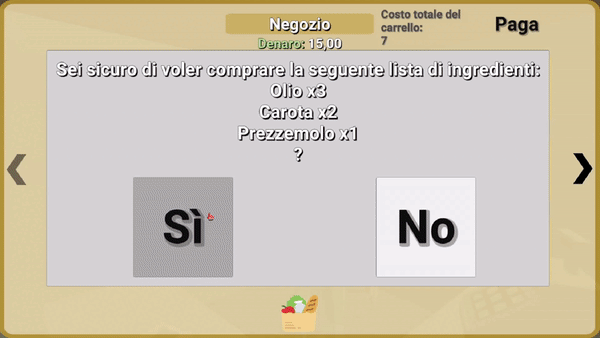 Negozio
Denaro: 15,00
Costo totale del
carrello:
7
Paga
Sei sicuro di voler comprare la seguente lista di ingredienti:
Olio x3
Carota x2
Prezzemolo x1
?
Sì
No